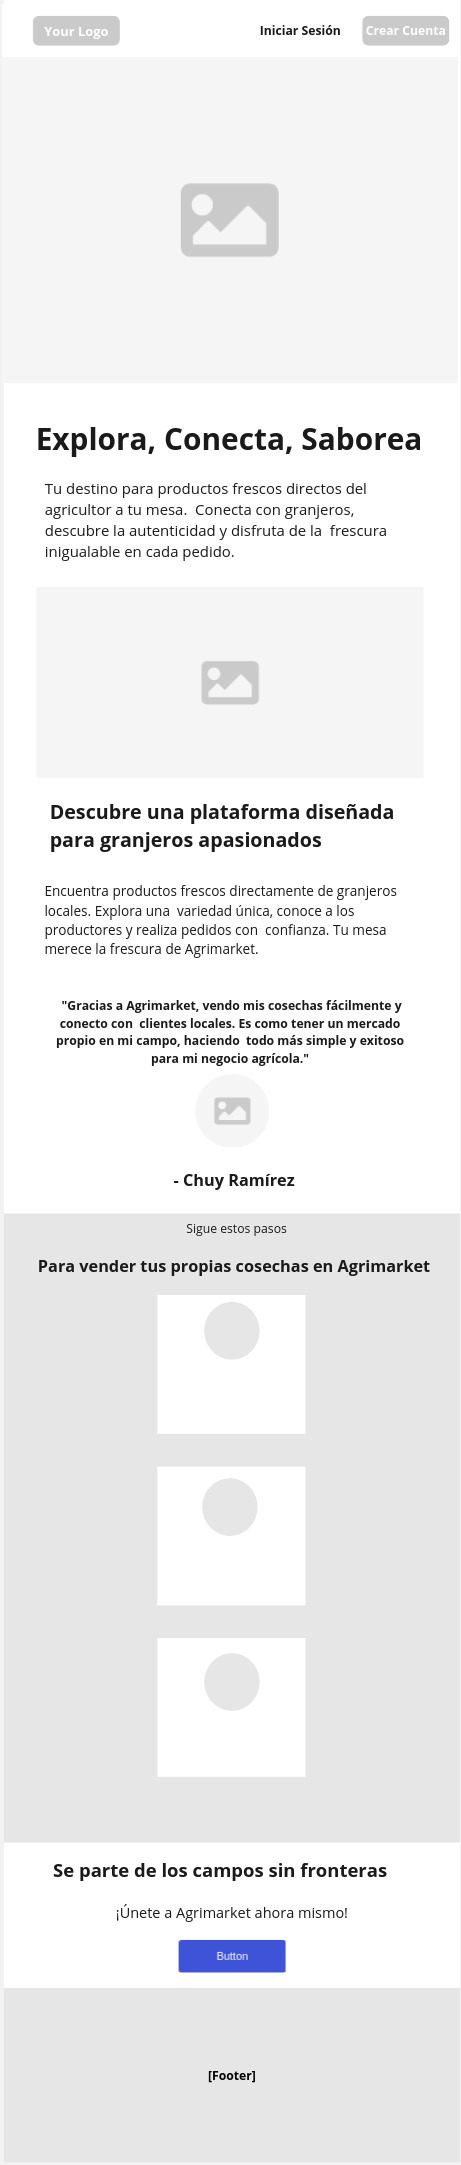 Your Logo
Iniciar Sesión
Crear Cuenta
Explora, Conecta, Saborea
Tu destino para productos frescos directos del
agricultor a tu mesa. Conecta con granjeros,
descubre la autenticidad y disfruta de la frescura
inigualable en cada pedido.
Descubre una plataforma diseñada
para granjeros apasionados
Encuentra productos frescos directamente de granjeros
locales. Explora una variedad única, conoce a los
productores y realiza pedidos con confianza. Tu mesa
merece la frescura de Agrimarket.
"Gracias a Agrimarket, vendo mis cosechas fácilmente y
conecto con clientes locales. Es como tener un mercado
propio en mi campo, haciendo todo más simple y exitoso
para mi negocio agrícola."
- Chuy Ramírez
Sigue estos pasos
Para vender tus propias cosechas en Agrimarket
Se parte de los campos sin fronteras
¡Únete a Agrimarket ahora mismo!
Button
[Footer]